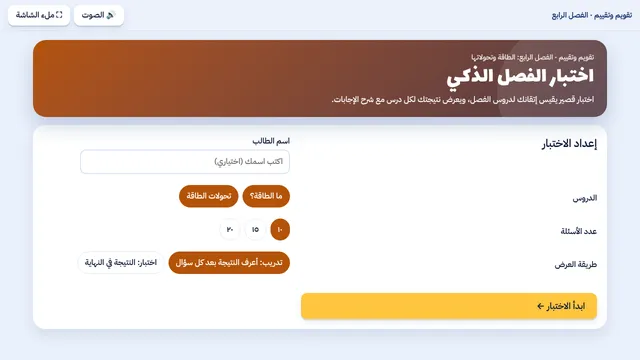 تقويم وتقييم · الفصل الرابع
🔊 الصوت
⛶ ملء الشاشة
تقويم وتقييم · الفصل الرابع: الطاقة وتحولاتها
اختبار الفصل الذكي
اختبار قصير يقيس إتقانك لدروس الفصل، ويعرض نتيجتك لكل درس مع شرح الإجابات.
إعداد الاختبار
اسم الطالب
اكتب اسمك (اختياري)
الدروس
ما الطاقة؟
تحولات الطاقة
عدد الأسئلة
١٠
١٥
٢٠
طريقة العرض
تدريب: أعرف النتيجة بعد كل سؤال
اختبار: النتيجة في النهاية
ابدأ الاختبار ←